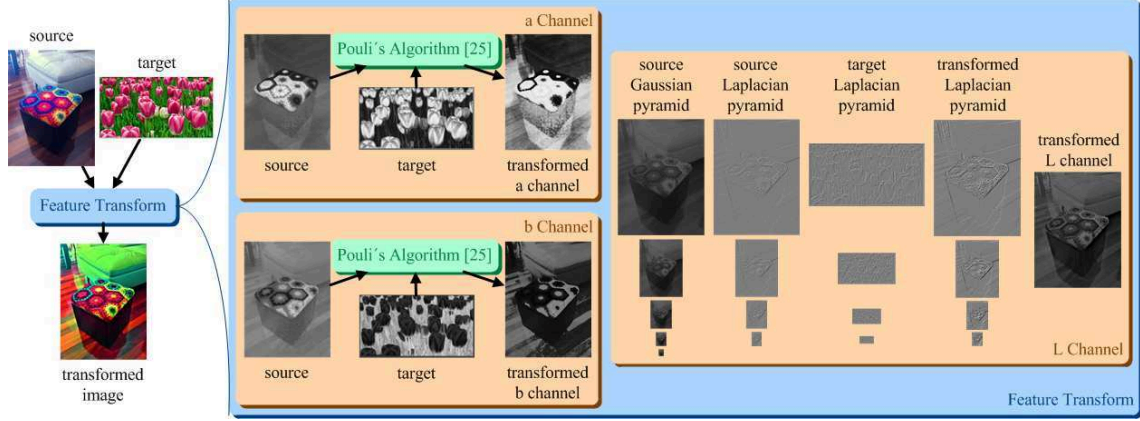 source
target
Feature Transform
transformed
image
a Channel
Pouli´s Algorithm [25]
source
target
transformed
a channel
b Channel
Pouli´s Algorithm [25]
source
target
transformed
b channel
source
Gaussian
pyramid
source
Laplacian
pyramid
target
Laplacian
pyramid
transformed
Laplacian
pyramid
transformed
L channel
L Channel
Feature Transform